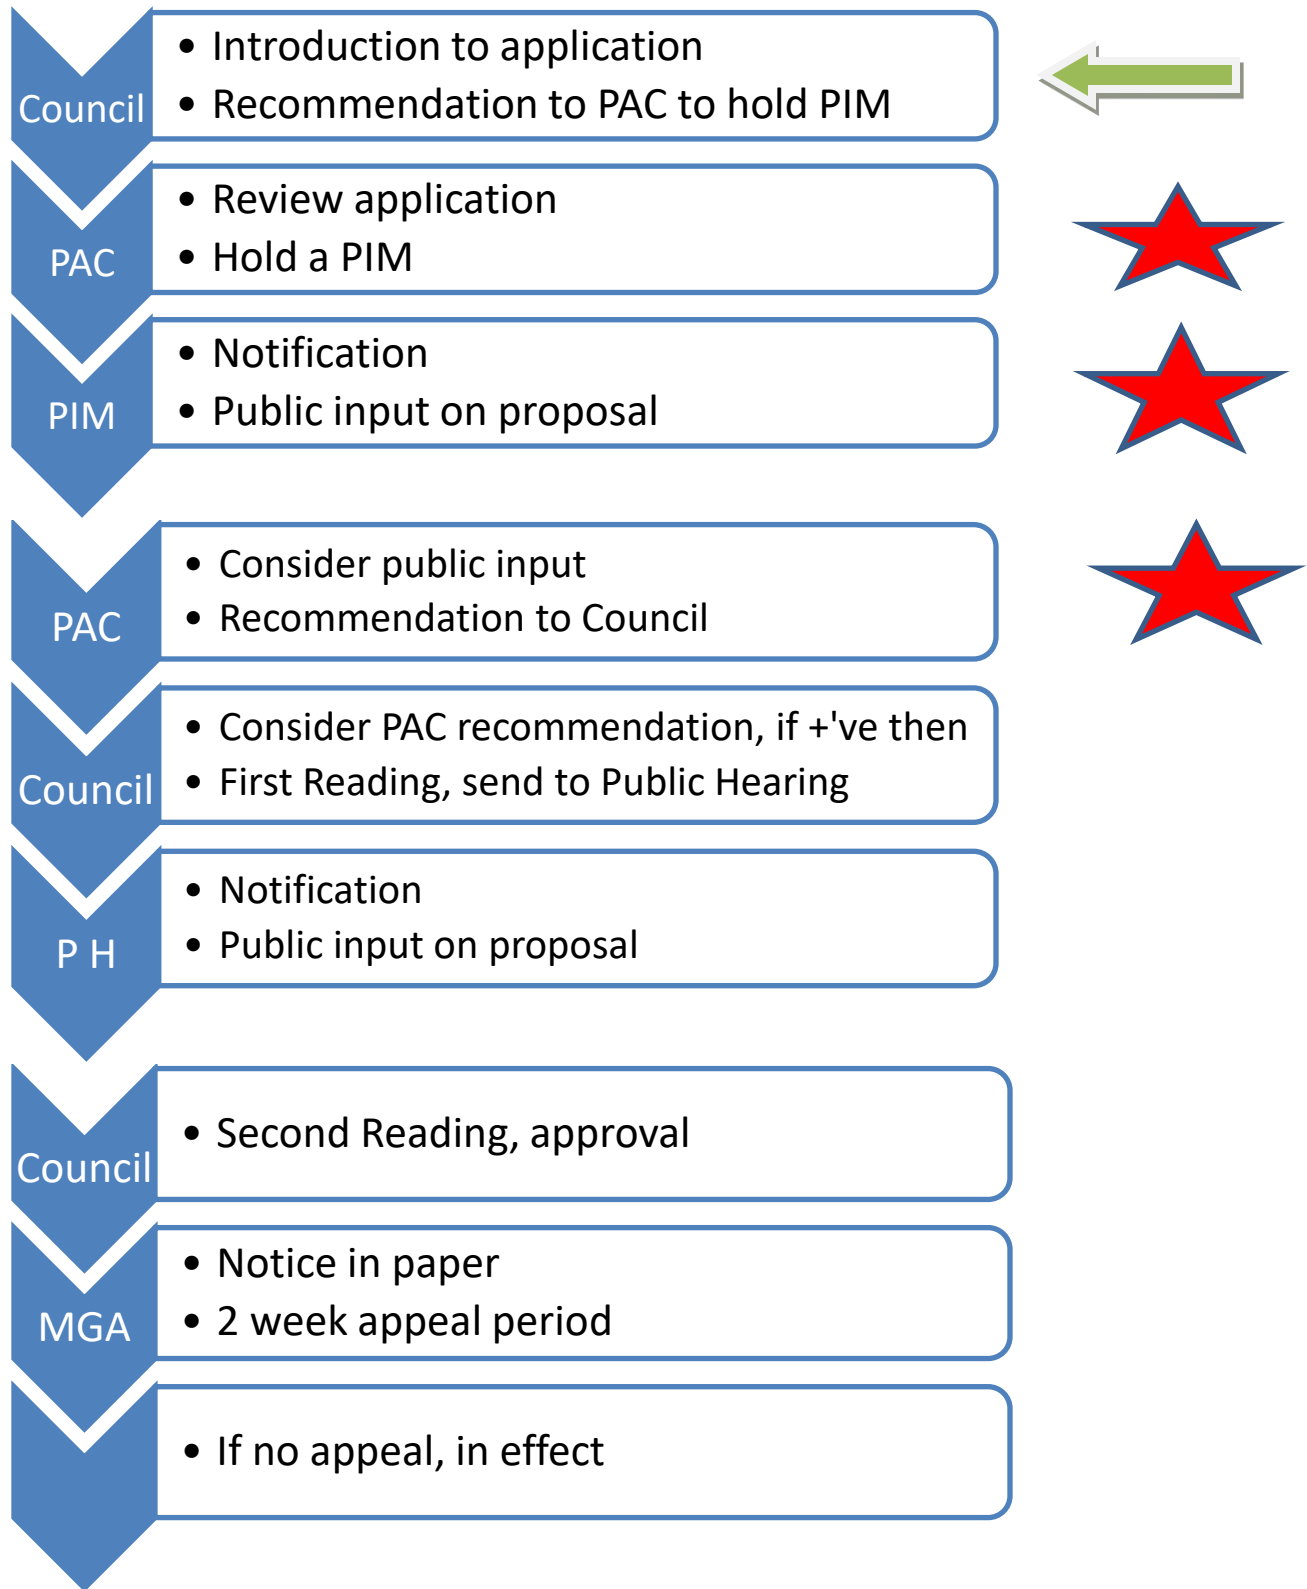 Council
• Introduction to application
• Recommendation to PAC to hold PIM
PAC
• Review application
• Hold a PIM
PIM
• Notification
• Public input on proposal
PAC
• Consider public input
• Recommendation to Council
Council
• Consider PAC recommendation, if +'ve then
• First Reading, send to Public Hearing
P H
• Notification
• Public input on proposal
Council
• Second Reading, approval
MGA
• Notice in paper
• 2 week appeal period
• If no appeal, in effect